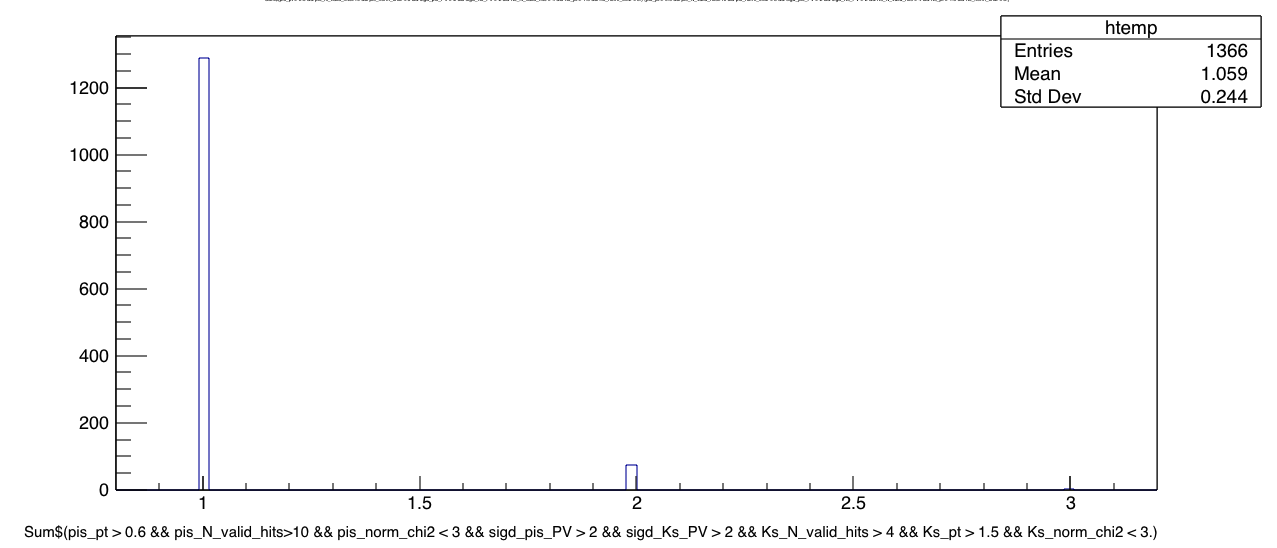 htemp
Entries 1366
Mean 1.059
Std Dev 0.244
1200
1000
800
600
400
200
0
1 1.5 2 2.5 3
Sum$(pis_pt > 0.6 && pis_N_valid_hits>10 && pis_norm_chi2 < 3 && sigd_pis_PV > 2 && sigd_Ks_PV > 2 && Ks_N_valid_hits > 4 && Ks_pt > 1.5 && Ks_norm_chi2 < 3.)